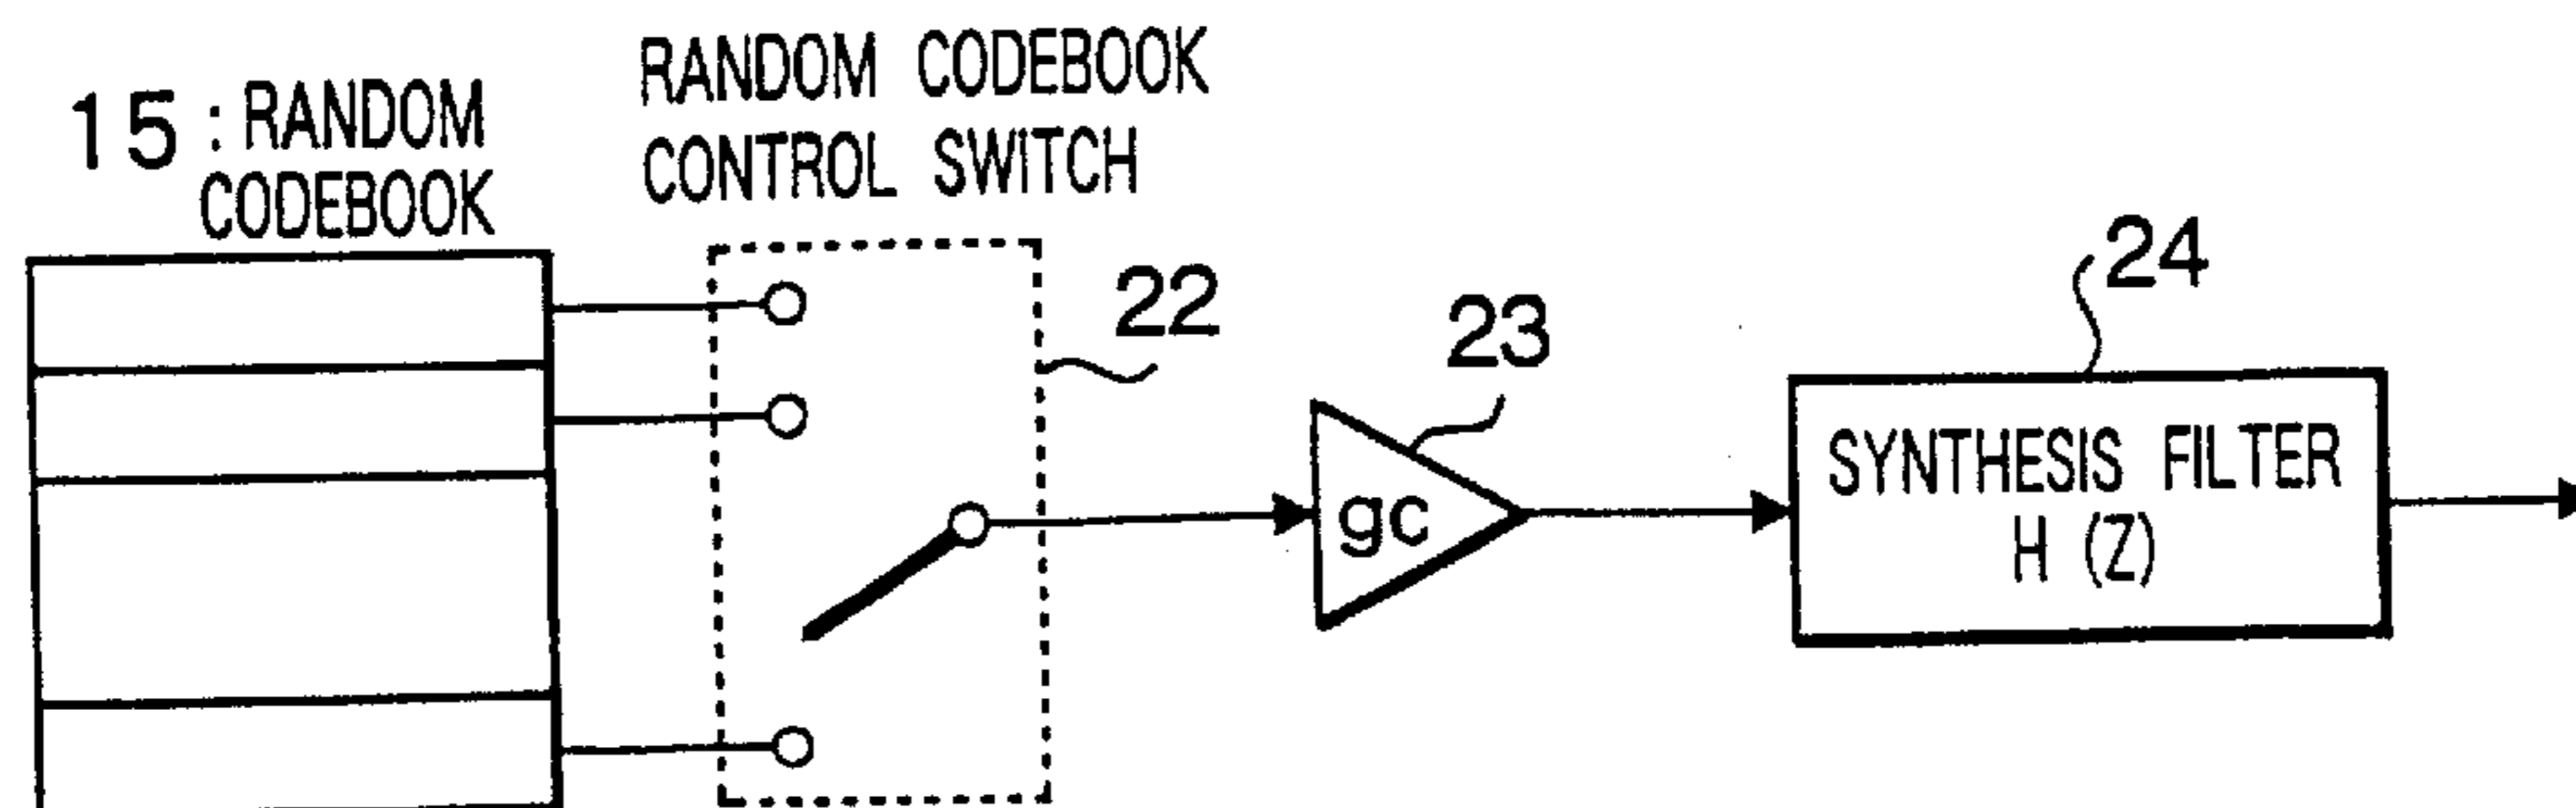 15 : RANDOM
CODEBOOK
RANDOM CODEBOOK
CONTROL SWITCH
22
23
24
gc
SYNTHESIS FILTER
H (Z)